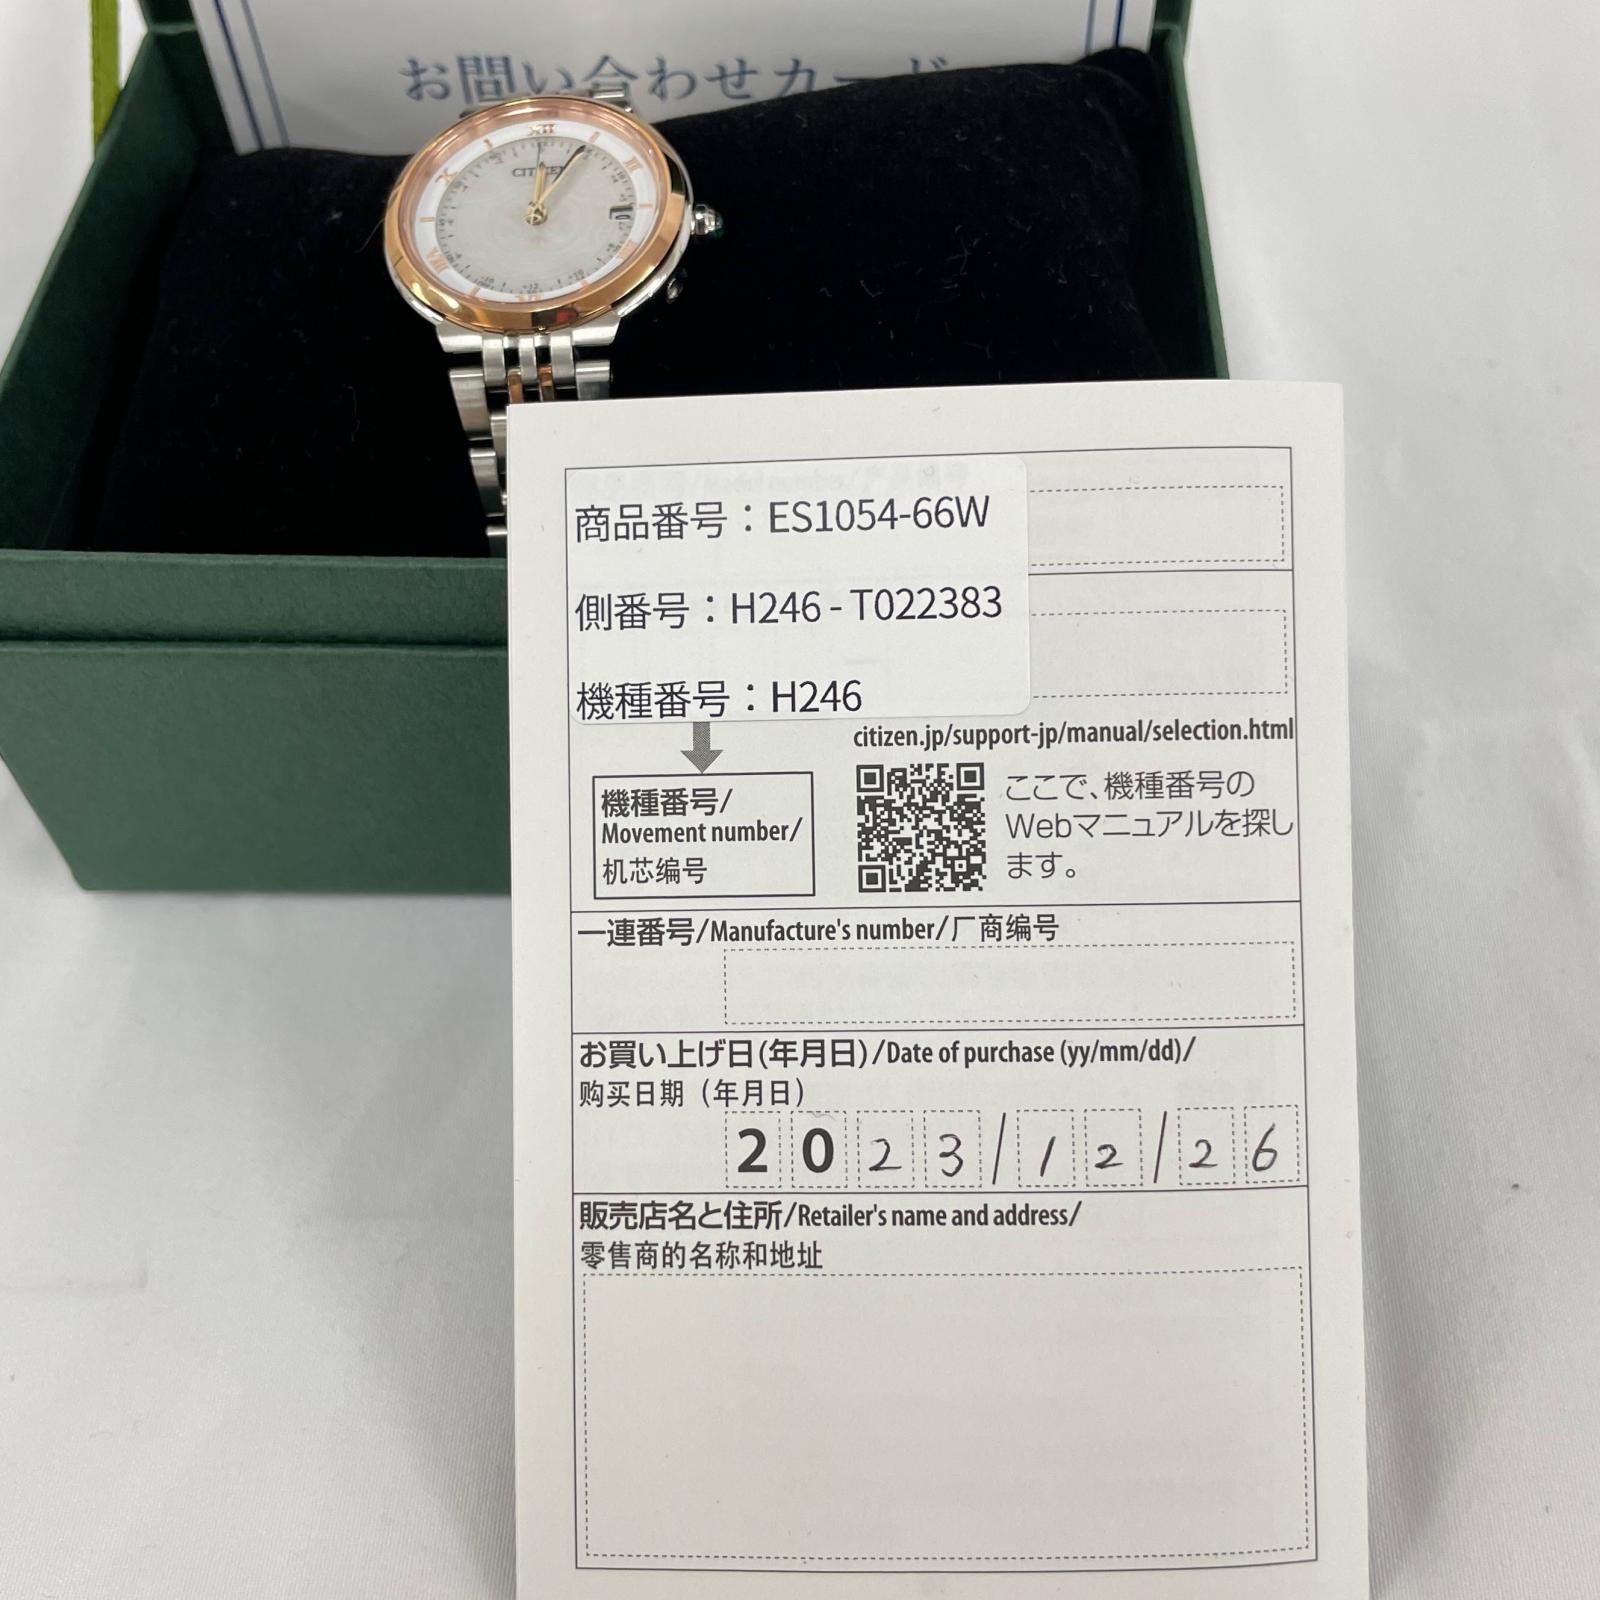 お問い合わせカード
CITIZEN
商品番号：ES1054-66W
側番号：H246 - T022383
機種番号：H246
citizen.jp/support-jp/manual/selection.html
機種番号/
Movement number/
机芯编号
ここで、機種番号の
Webマニュアルを探し
ます。
一連番号/Manufacture's number/厂商编号
お買い上げ日(年月日)/Date of purchase (yy/mm/dd)/
购买日期（年月日）
2023/12/26
販売店名と住所/Retailer's name and address/
零售商的名称和地址